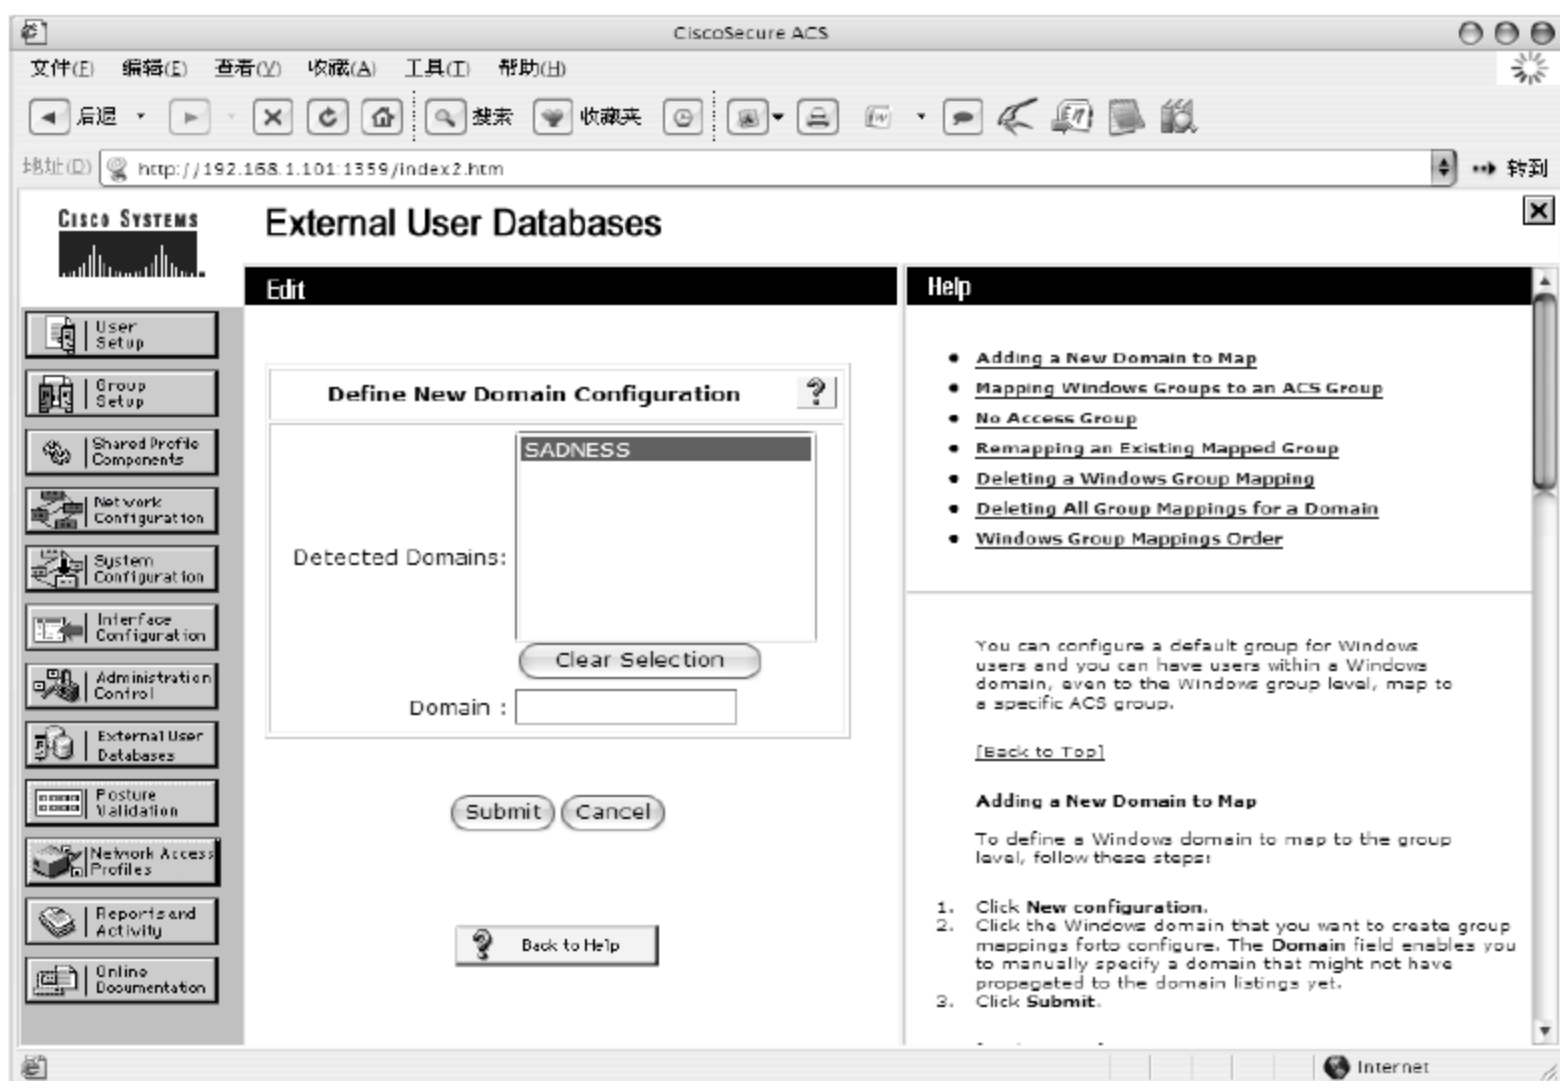 CiscoSecure ACS
文件(F) 编辑(E) 查看(V) 收藏(A) 工具(T) 帮助(H)
后退 搜索 收藏夹
地址(D) http://192.168.1.101:1359/index2.htm 转到
CISCO SYSTEMS
External User Databases
Edit
User Setup
Group Setup
Shared Profile Components
Network Configuration
System Configuration
Interface Configuration
Administration Control
External User Databases
Posture Validation
Network Access Profiles
Reports and Activity
Online Documentation
Define New Domain Configuration ?
Detected Domains:
SADNESS
Clear Selection
Domain :
Submit Cancel
? Back to Help
Help
Adding a New Domain to Map
Mapping Windows Groups to an ACS Group
No Access Group
Remapping an Existing Mapped Group
Deleting a Windows Group Mapping
Deleting All Group Mappings for a Domain
Windows Group Mappings Order
You can configure a default group for Windows
users and you can have users within a Windows
domain, even to the Windows group level, map to
a specific ACS group.
[Back to Top]
Adding a New Domain to Map
To define a Windows domain to map to the group
level, follow these steps:
1. Click New configuration.
2. Click the Windows domain that you want to create group
mappings forto configure. The Domain field enables you
to manually specify a domain that might not have
propagated to the domain listings yet.
3. Click Submit.
Internet